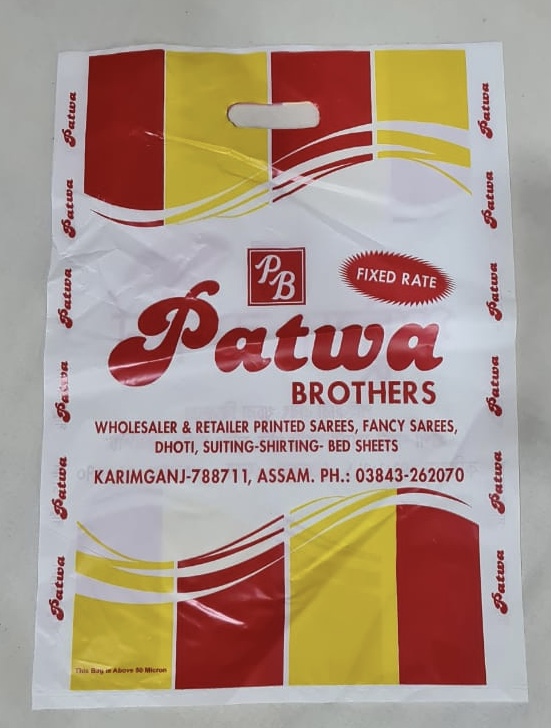 PB
FIXED RATE
Patwa
BROTHERS
WHOLESALER & RETAILER PRINTED SAREES, FANCY SAREES,
DHOTI, SUITING-SHIRTING- BED SHEETS
KARIMGANJ-788711, ASSAM. PH.: 03843-262070
This Bag is Above 50 Micron
Patwa
Patwa
Patwa
Patwa
Patwa
Patwa
Patwa
Patwa
Patwa
Patwa
Patwa
Patwa